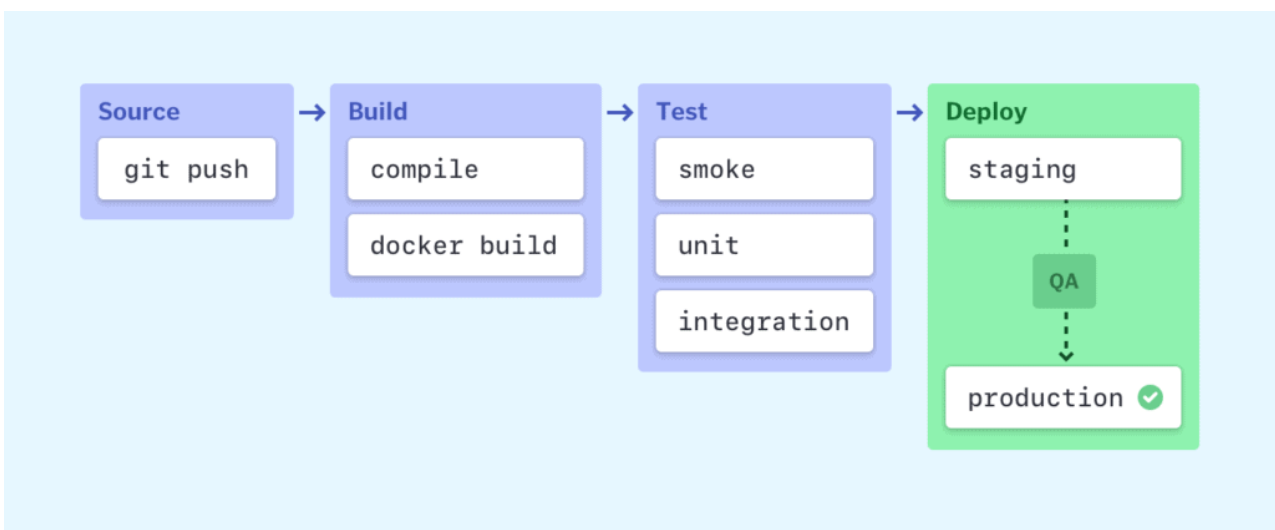 Source
git push
Build
compile
docker build
Test
smoke
unit
integration
Deploy
staging
QA
production